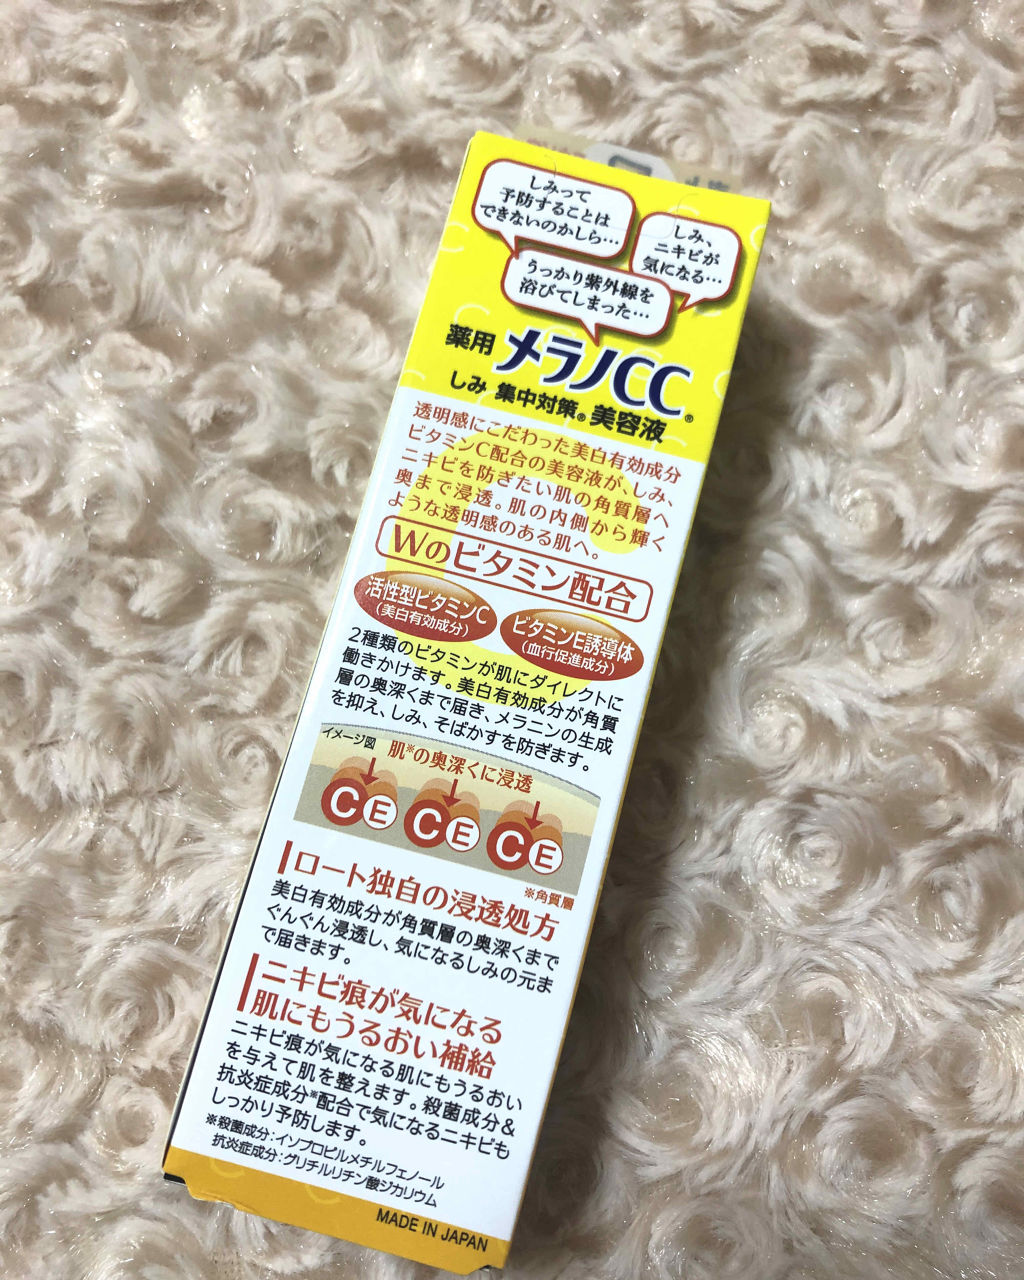 しみって
予防することは
できないのかしら…
しみ、
ニキビが
気になる…
うっかり紫外線を
浴びてしまった…
薬用 メラノCC®
しみ 集中対策® 美容液
透明感にこだわった美白有効成分
ビタミンC配合の美容液が、しみ、
ニキビを防ぎたい肌の角質層へ
奥まで浸透。肌の内側から輝く
ような透明感のある肌へ。
Wのビタミン配合
活性型ビタミンC
(美白有効成分)
ビタミンE誘導体
(血行促進成分)
2種類のビタミンが肌にダイレクトに
働きかけます。美白有効成分が角質
層の奥深くまで届き、メラニンの生成
を抑え、しみ、そばかすを防ぎます。
イメージ図
肌※の奥深くに浸透
C E C E C E
※角質層
ロート独自の浸透処方
美白有効成分が角質層の奥深くまで
ぐんぐん浸透し、気になるしみの元ま
で届きます。
ニキビ痕が気になる
肌にもうるおい補給
ニキビ痕が気になる肌にもうるおい
を与えて肌を整えます。殺菌成分&
抗炎症成分※配合で気になるニキビも
しっかり予防します。
※殺菌成分:イソプロピルメチルフェノール
抗炎症成分:グリチルリチン酸ジカリウム
MADE IN JAPAN